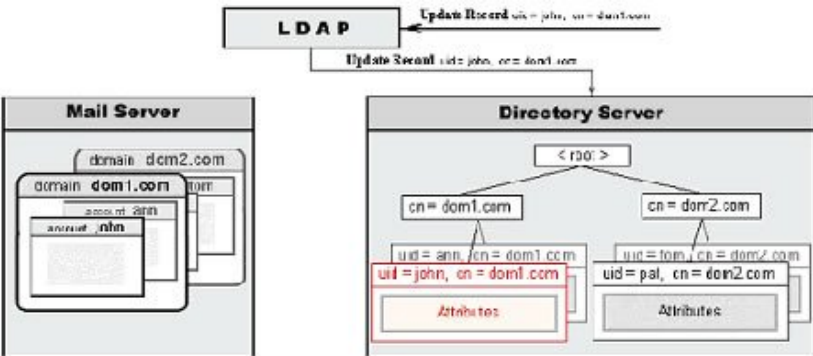 Update Record uid = john, cn = dom1.com
LDAP
Update Record uid = john, cn = dom1.com
Mail Server
domain dom2.com
domain dom1.com
tom
account ann
account john
Directory Server
< root >
cn = dom1.com
cn = dom2.com
uid = ann, cn = dom1.com
uid = tom, cn = dom2.com
uid = john, cn = dom1.com
uid = pal, cn = dom2.com
Attributes
Attributes